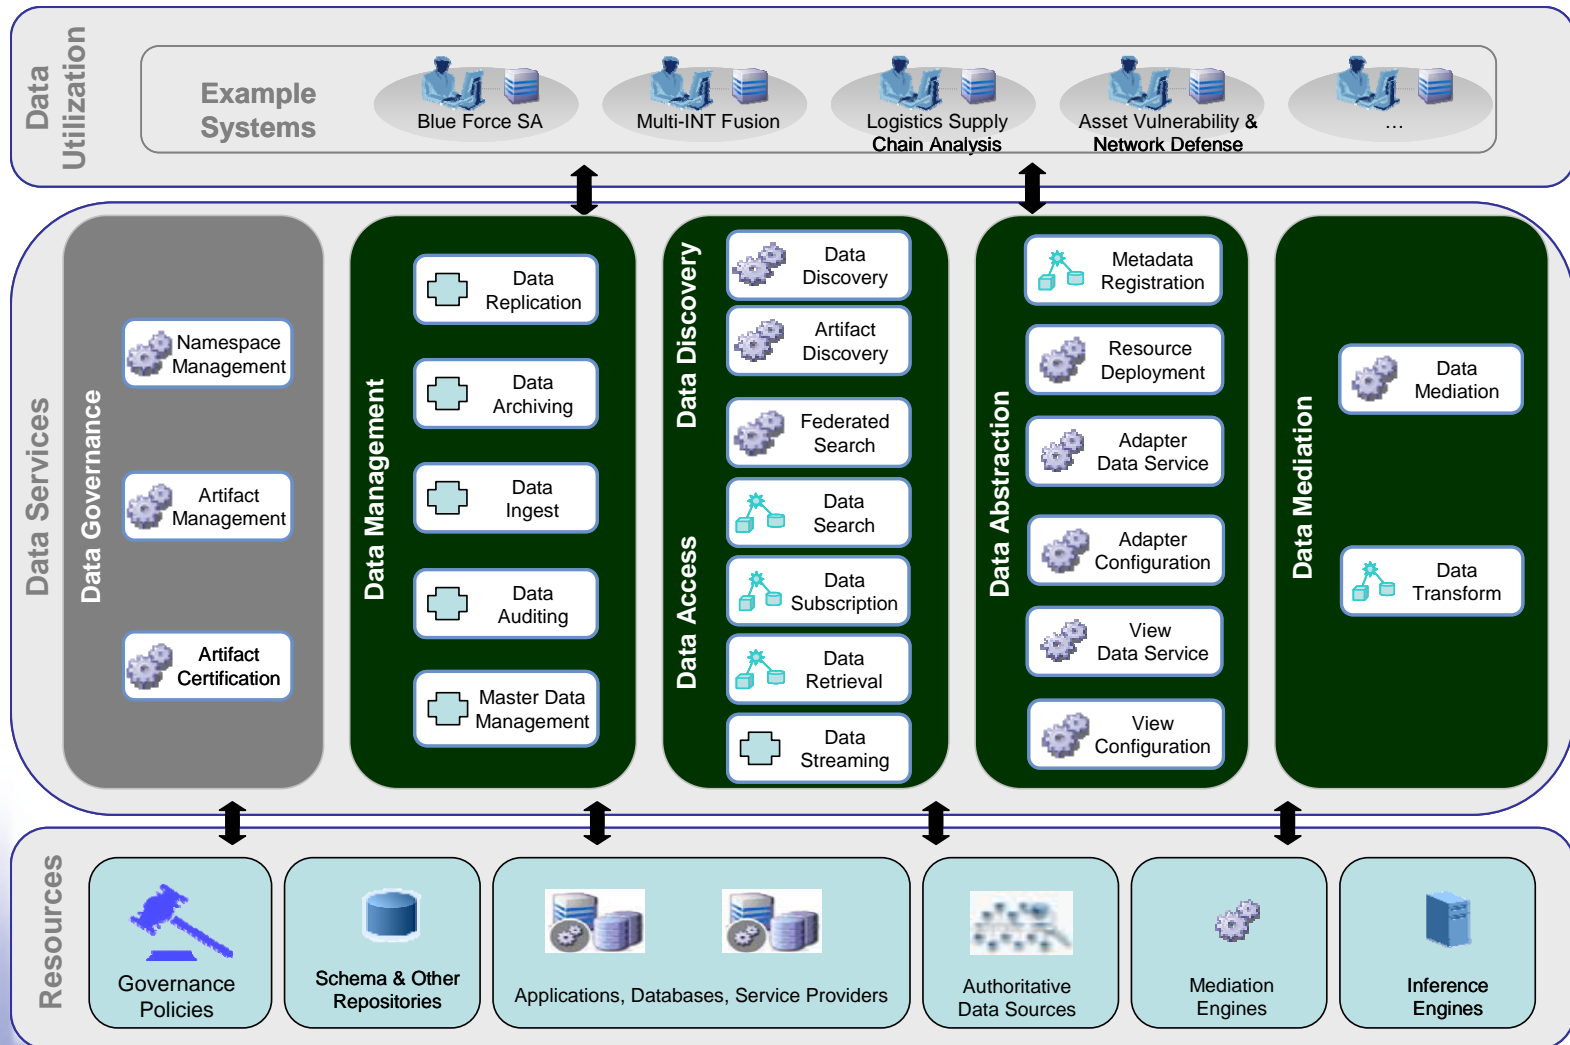 Data
Utilization
Example
Systems
Blue Force SA
Multi-INT Fusion
Logistics Supply
Chain Analysis
Asset Vulnerability &
Network Defense
...
Data Services
Data Governance
Namespace
Management
Artifact
Management
Artifact
Certification
Data Management
Data
Replication
Data
Archiving
Data
Ingest
Data
Auditing
Master Data
Management
Data Discovery
Data
Discovery
Artifact
Discovery
Federated
Search
Data Access
Data
Search
Data
Subscription
Data
Retrieval
Data
Streaming
Data Abstraction
Metadata
Registration
Resource
Deployment
Adapter
Data Service
Adapter
Configuration
View
Data Service
View
Configuration
Data Mediation
Data
Mediation
Data
Transform
Resources
Governance
Policies
Schema & Other
Repositories
Applications, Databases, Service Providers
Authoritative
Data Sources
Mediation
Engines
Inference
Engines